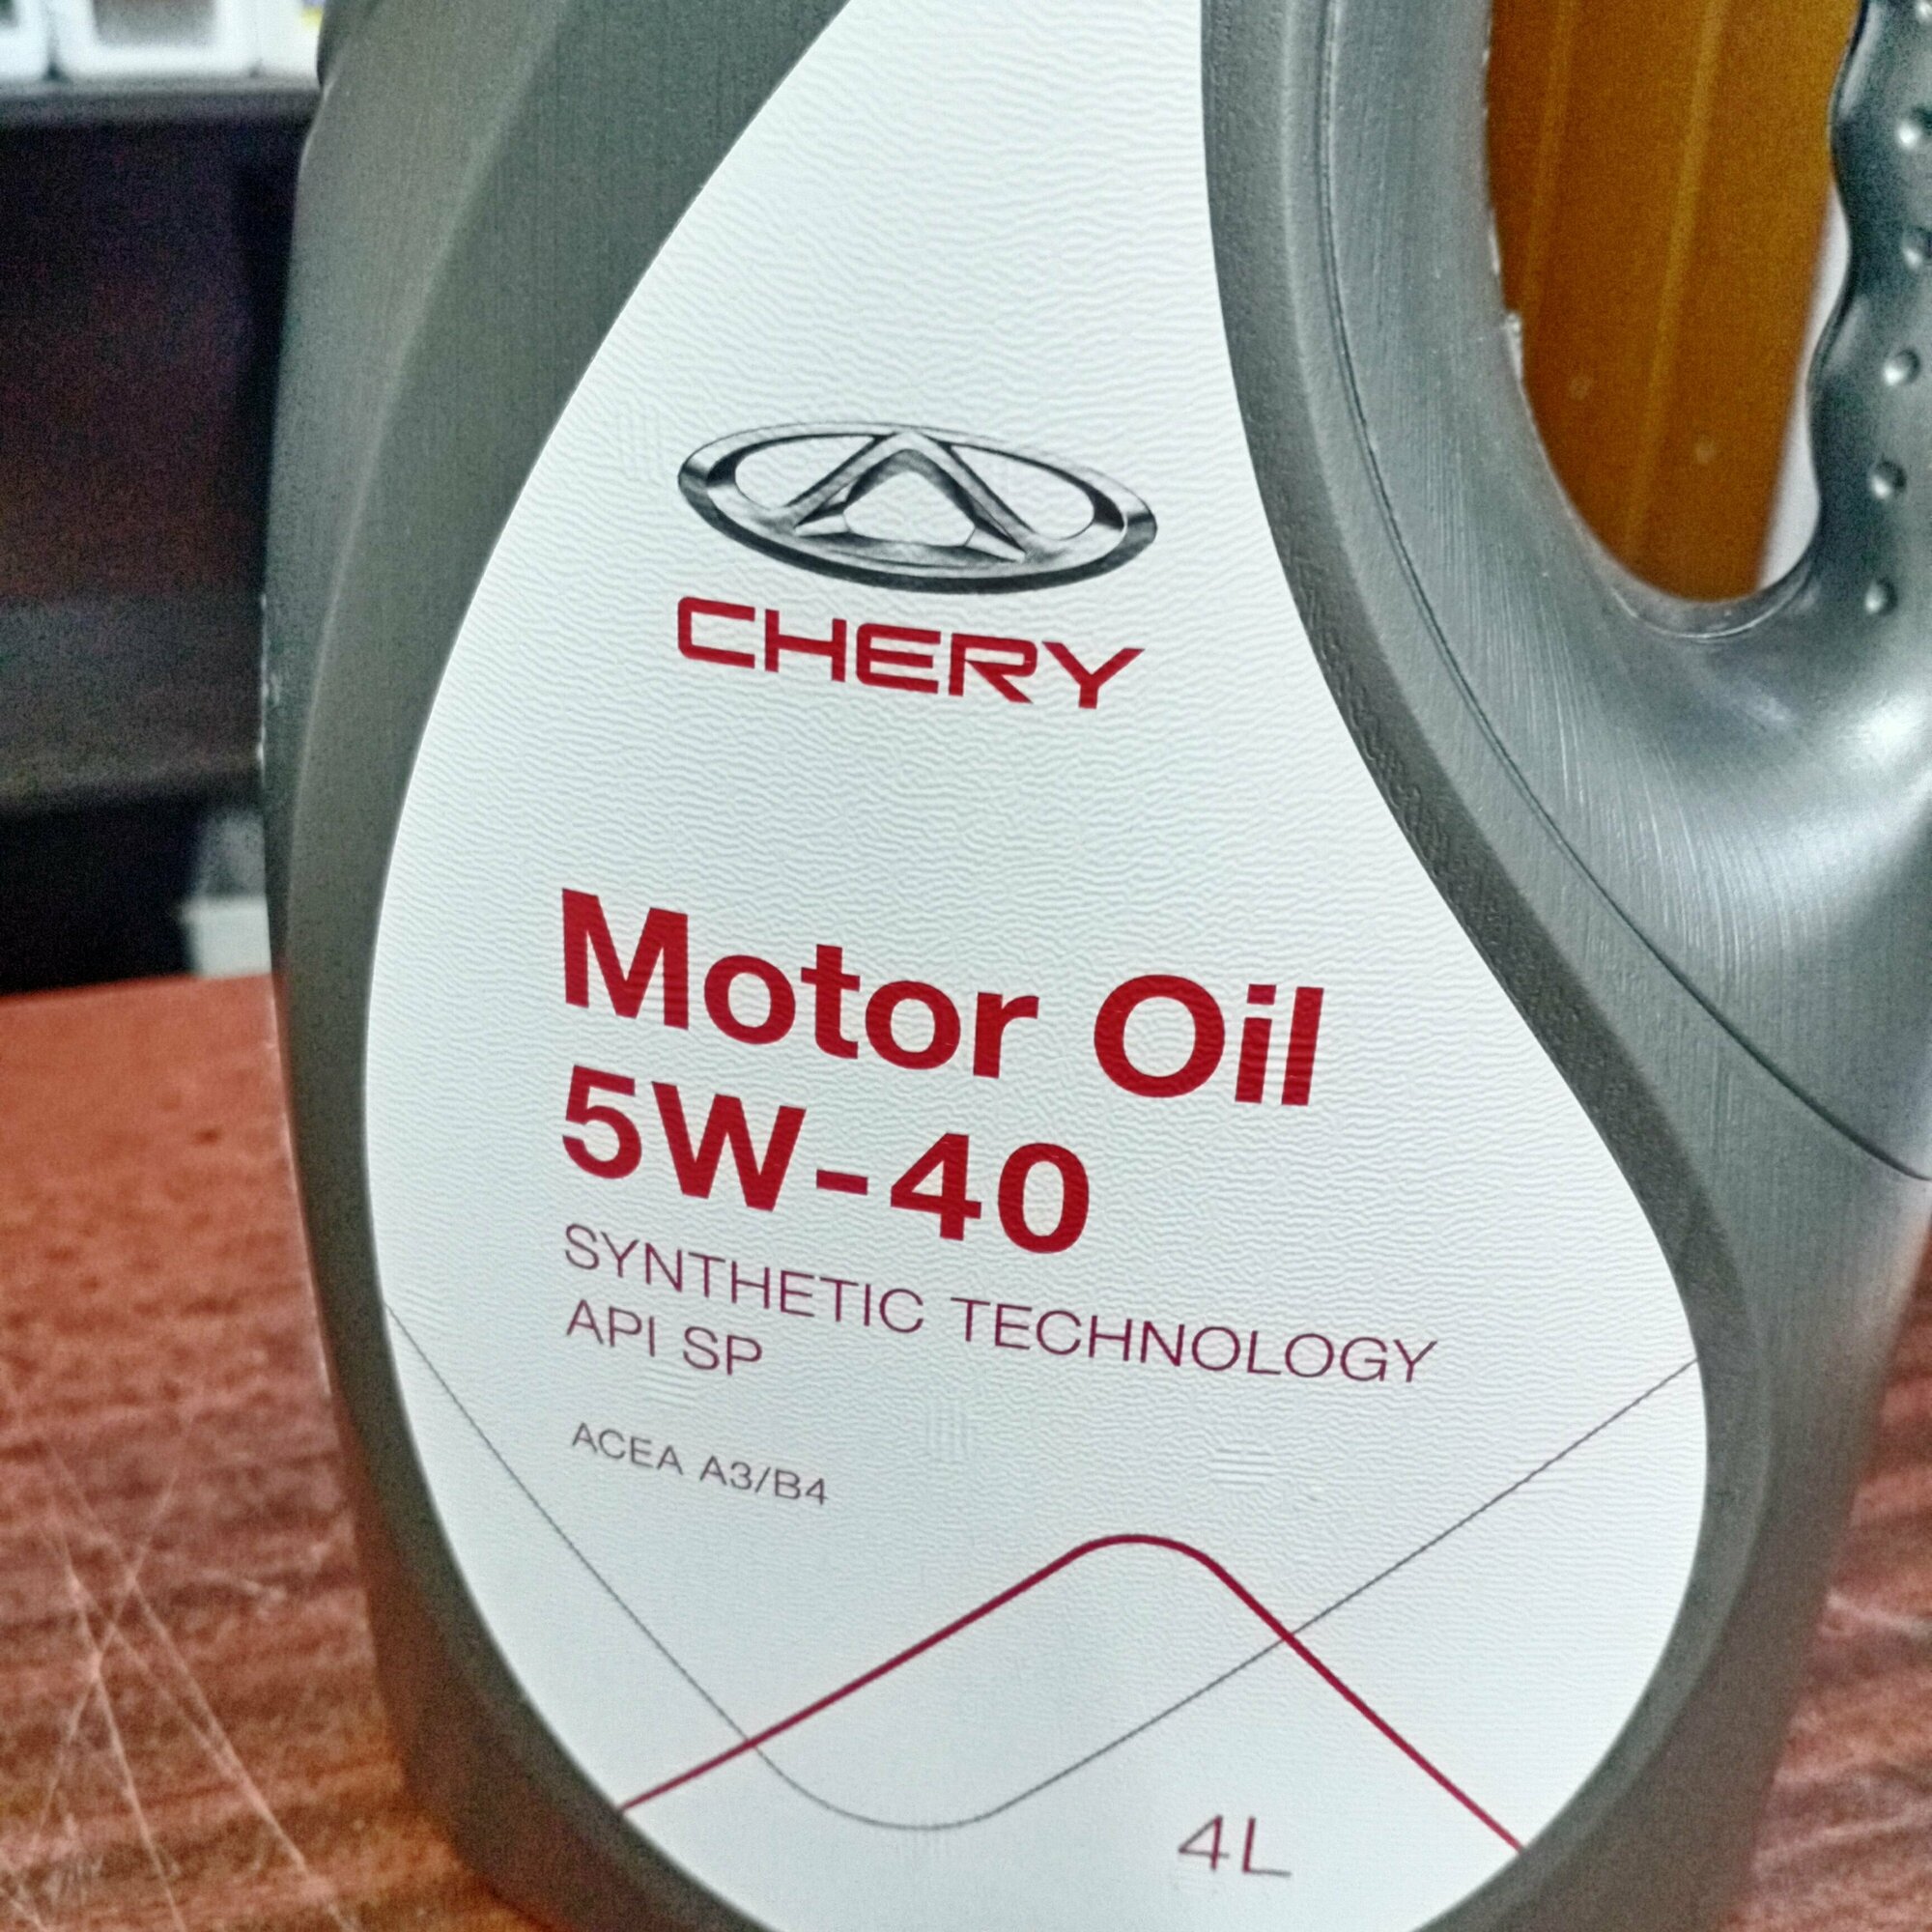 CHERY
Motor Oil
5W-40
SYNTHETIC TECHNOLOGY
API SP
ACEA A3/B4
4L